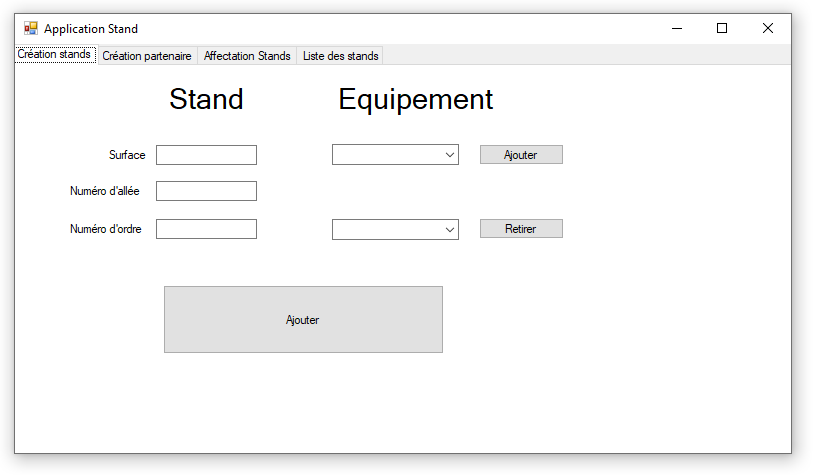 Application Stand
Création stands Création partenaire Affectation Stands Liste des stands
Stand Equipement
Surface Ajouter
Numéro d'allée
Numéro d'ordre Retirer
Ajouter